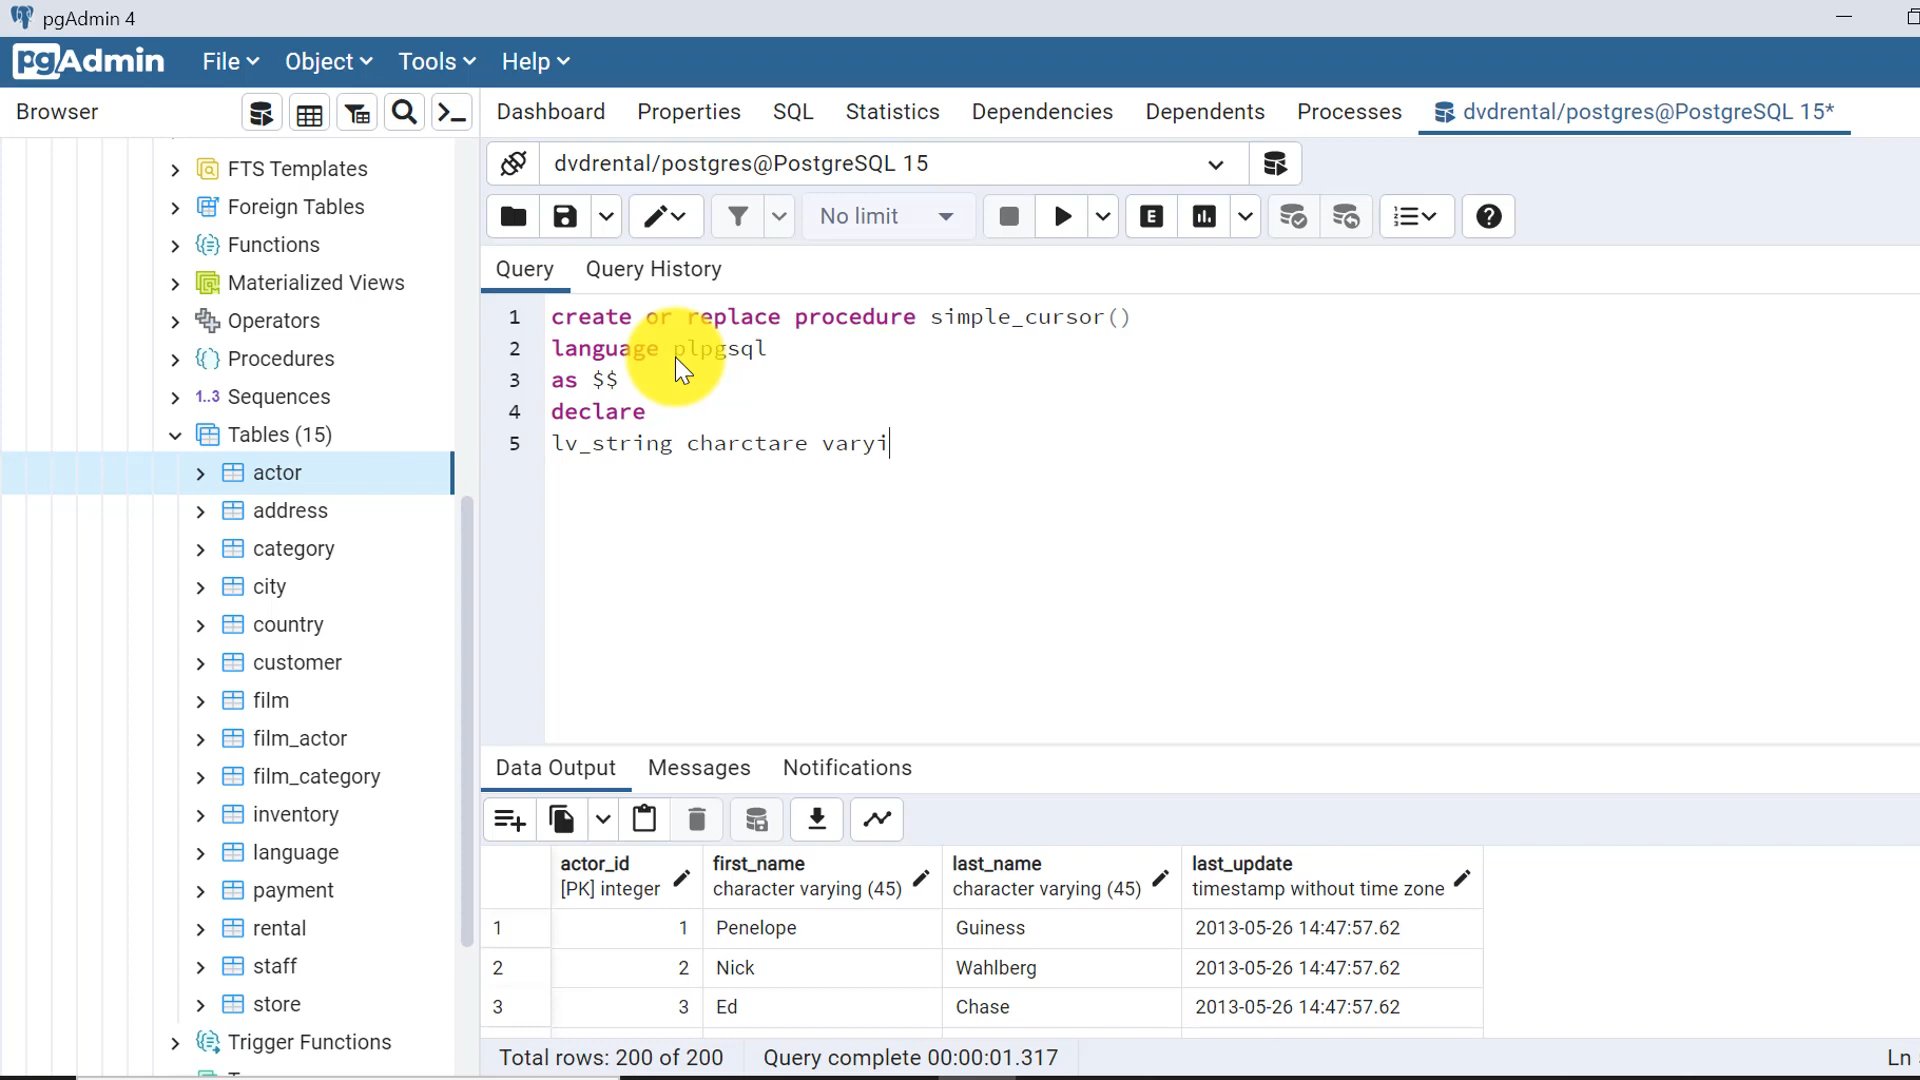 pgAdmin 4
pgAdmin File Object Tools Help
Browser
Dashboard Properties SQL Statistics Dependencies Dependents Processes dvdrental/postgres@PostgreSQL 15*
FTS Templates
Foreign Tables
Functions
Materialized Views
Operators
Procedures
1..3 Sequences
Tables (15)
actor
address
category
city
country
customer
film
film_actor
film_category
inventory
language
payment
rental
staff
store
Trigger Functions
dvdrental/postgres@PostgreSQL 15
No limit
E
Query Query History
1 create or replace procedure simple_cursor()
2 language plpgsql
3 as $$
4 declare
5 lv_string charctare varyi
Data Output Messages Notifications
actor_id first_name last_name last_update
[PK] integer character varying (45) character varying (45) timestamp without time zone
1 1 Penelope Guiness 2013-05-26 14:47:57.62
2 2 Nick Wahlberg 2013-05-26 14:47:57.62
3 3 Ed Chase 2013-05-26 14:47:57.62
Total rows: 200 of 200 Query complete 00:00:01.317 Ln